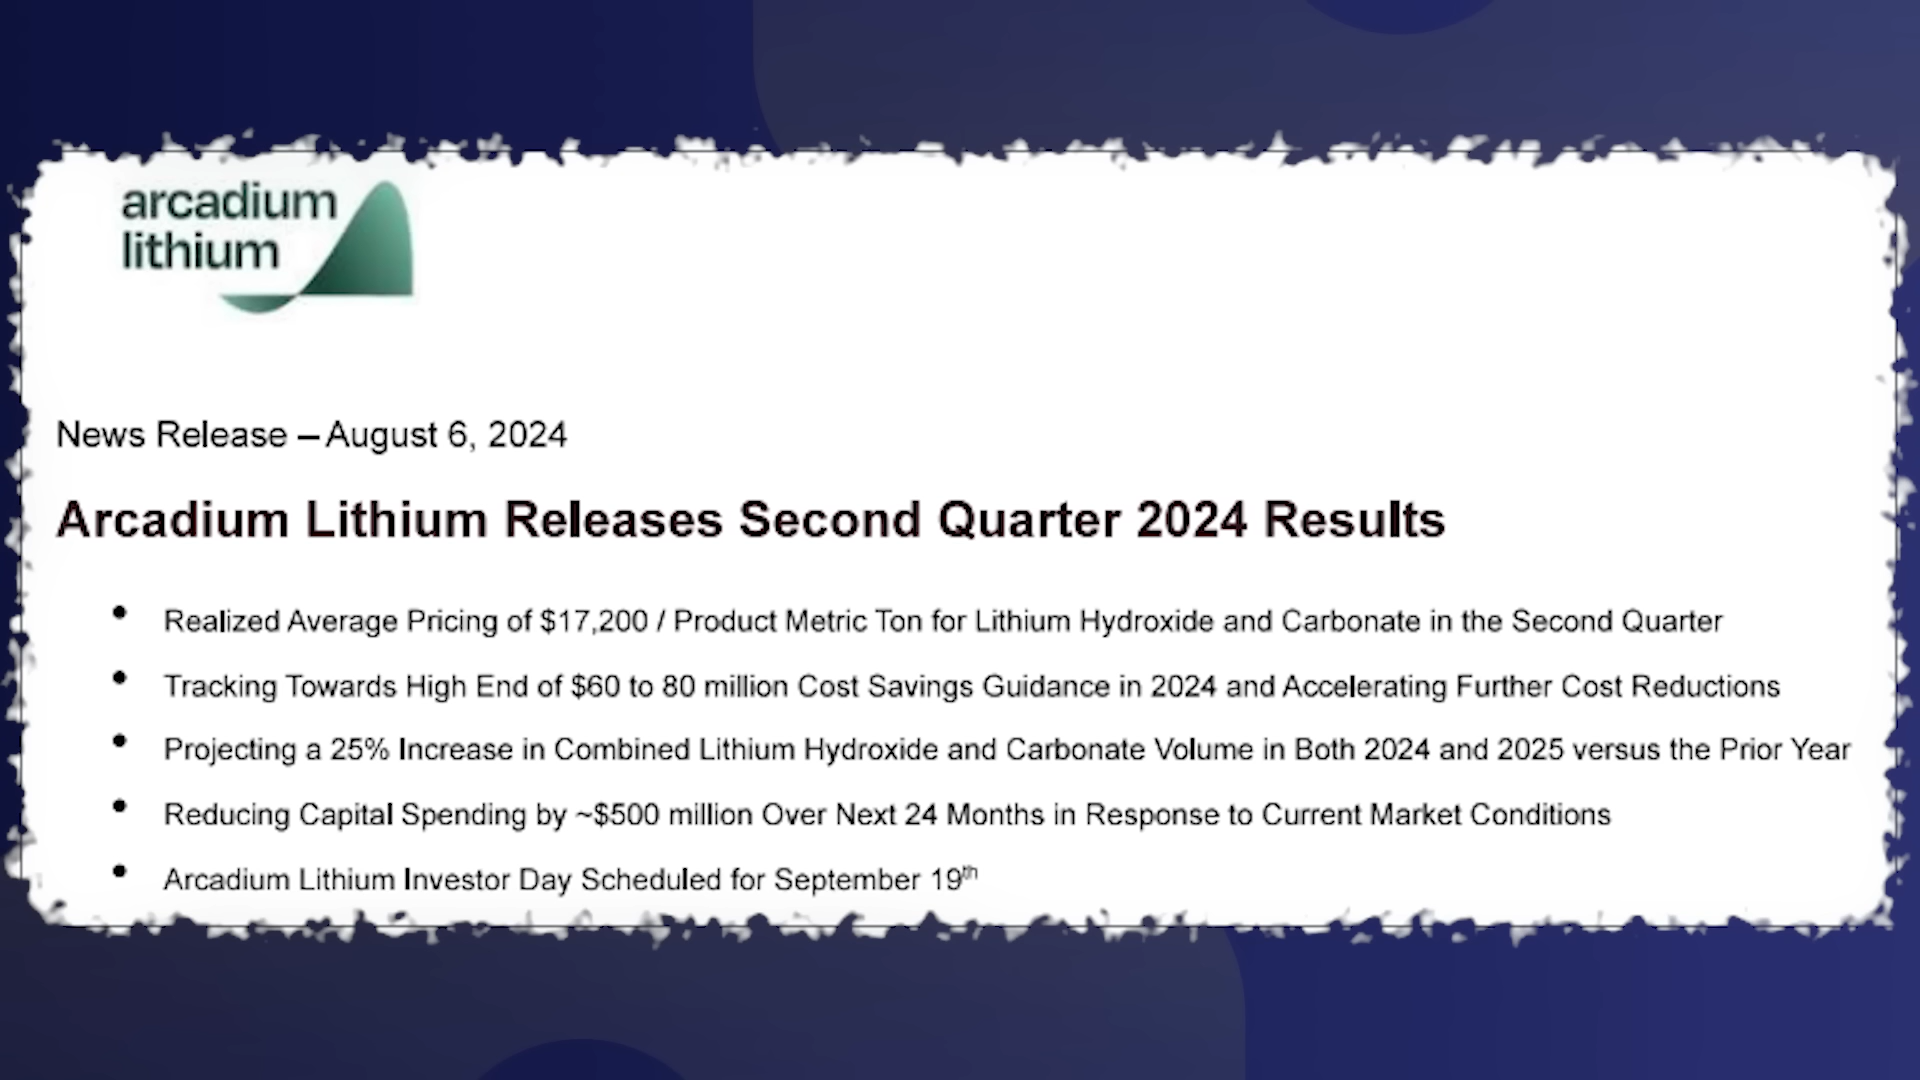 arcadium
lithium
News Release – August 6, 2024
Arcadium Lithium Releases Second Quarter 2024 Results
• Realized Average Pricing of $17,200 / Product Metric Ton for Lithium Hydroxide and Carbonate in the Second Quarter
• Tracking Towards High End of $60 to 80 million Cost Savings Guidance in 2024 and Accelerating Further Cost Reductions
• Projecting a 25% Increase in Combined Lithium Hydroxide and Carbonate Volume in Both 2024 and 2025 versus the Prior Year
• Reducing Capital Spending by ~$500 million Over Next 24 Months in Response to Current Market Conditions
• Arcadium Lithium Investor Day Scheduled for September 19th